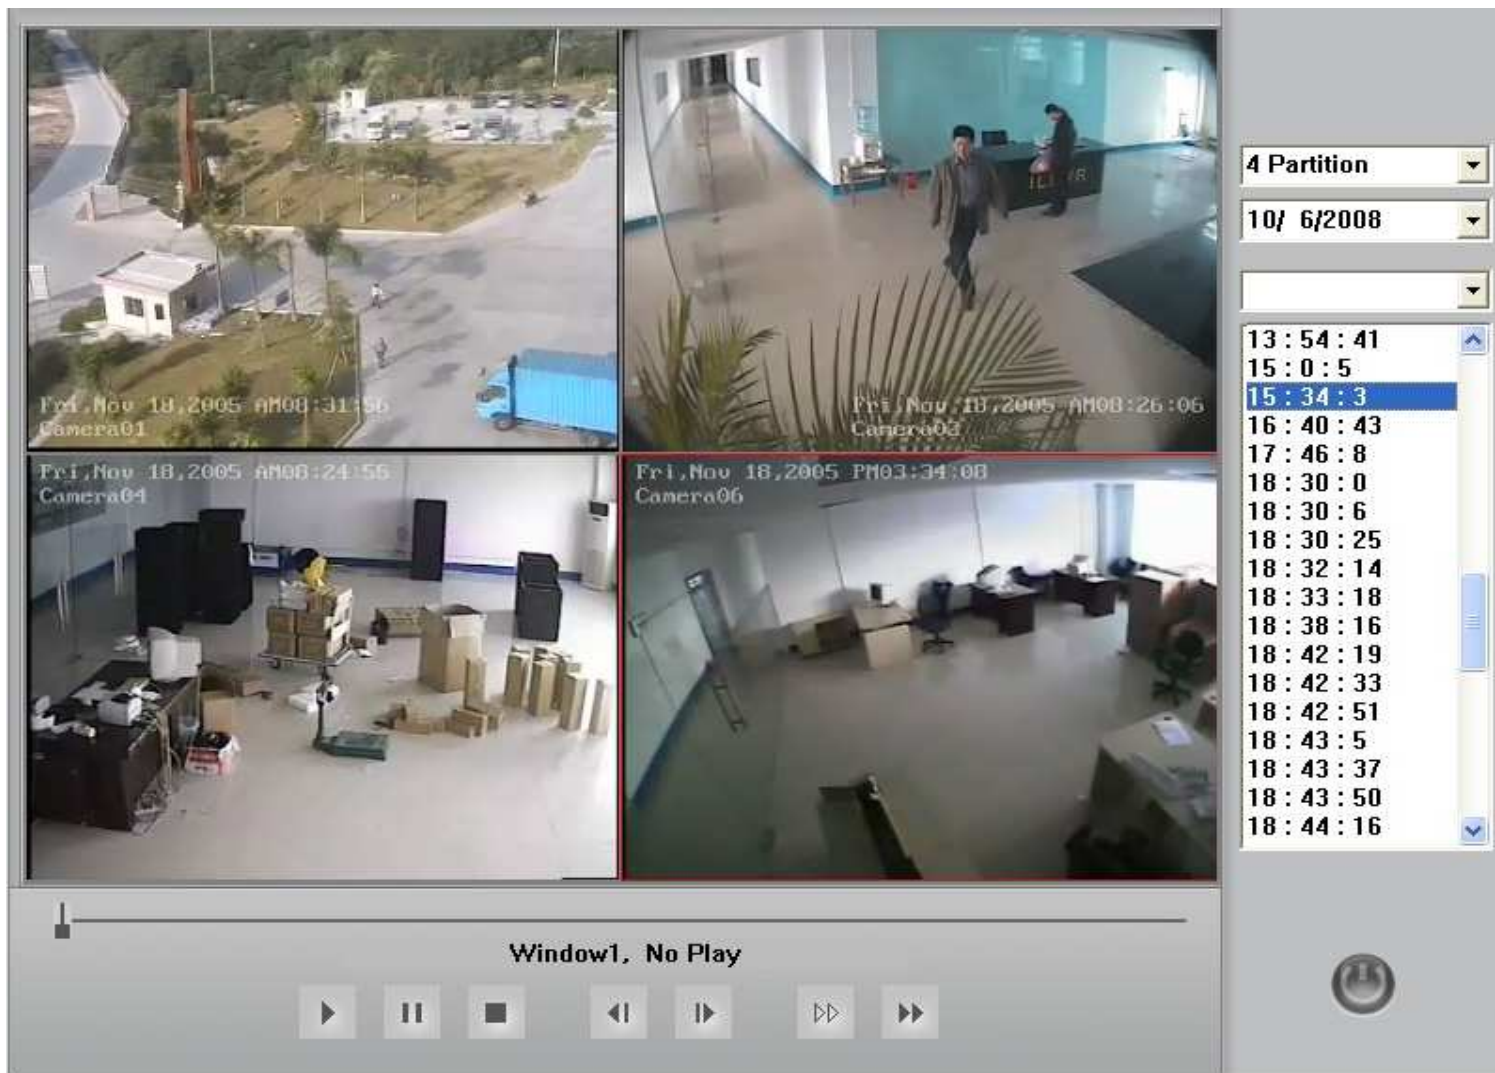 Fri,Nov 18,2005 AM08:31:56
Camera01
Fri,Nov 18,2005 AM08:26:06
Camera03
Fri,Nov 18,2005 AM08:24:56
Camera04
Fri,Nov 18,2005 PM03:34:08
Camera06
4 Partition
10/ 6/2008
13 : 54 : 41
15 : 0 : 5
15 : 34 : 3
16 : 40 : 43
17 : 46 : 8
18 : 30 : 0
18 : 30 : 6
18 : 30 : 25
18 : 32 : 14
18 : 33 : 18
18 : 38 : 16
18 : 42 : 19
18 : 42 : 33
18 : 42 : 51
18 : 43 : 5
18 : 43 : 37
18 : 43 : 50
18 : 44 : 16
Window1, No Play